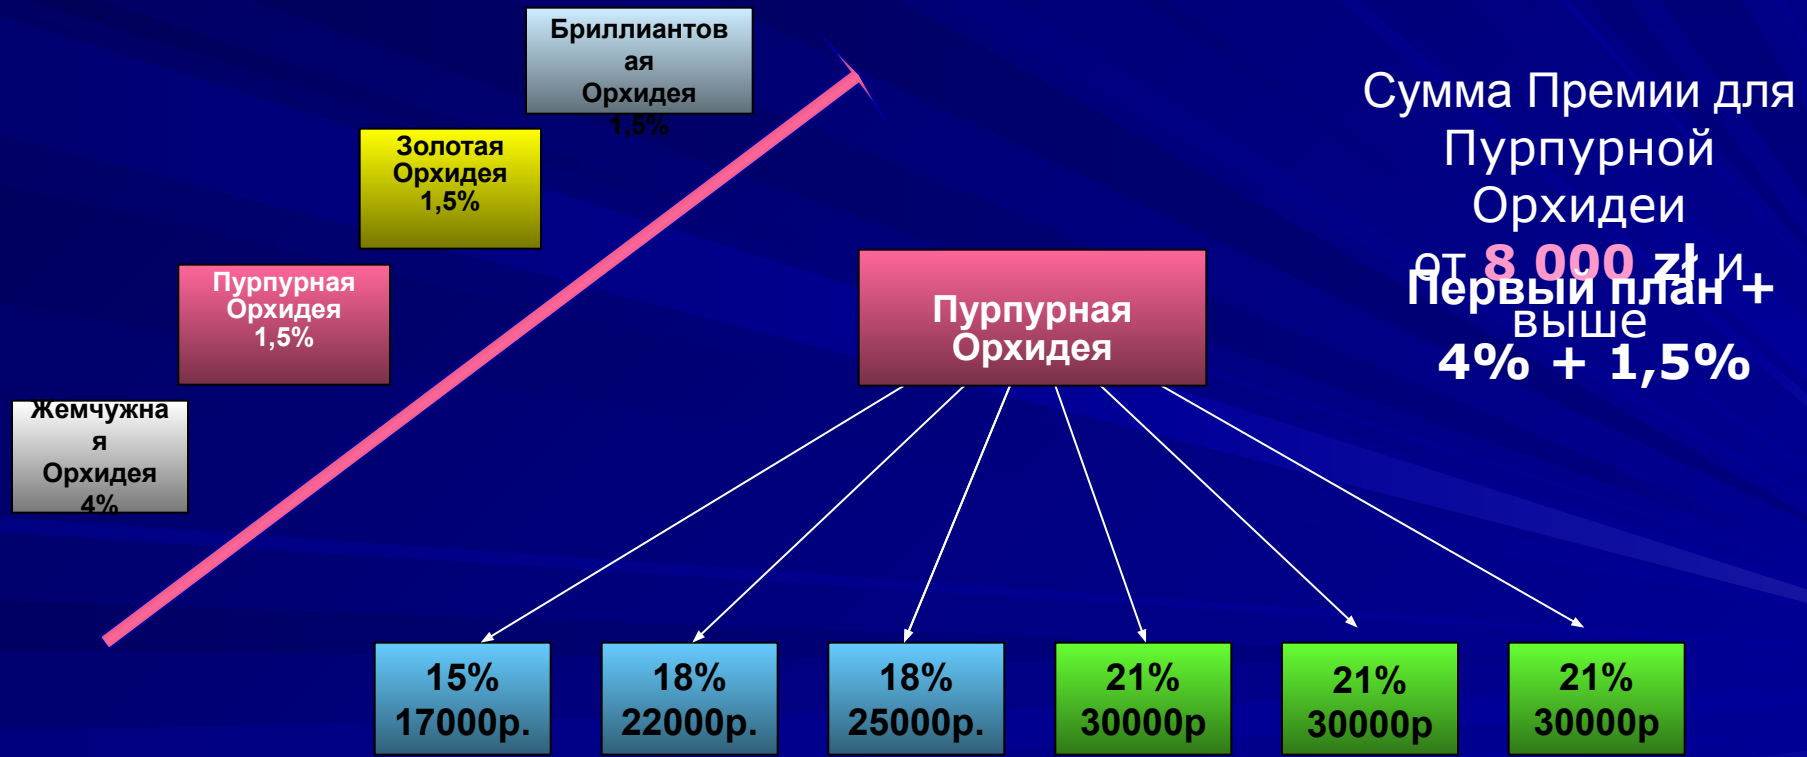 Бриллиантов
ая
Орхидея
1,5%
Золотая
Орхидея
1,5%
Пурпурная
Орхидея
1,5%
Жемчужна
я
Орхидея
4%
Сумма Премии для
Пурпурной
Орхидеи
от 8 000 zł и
выше
Первый план +
4% + 1,5%
Пурпурная
Орхидея
15%
17000р.
18%
22000р.
18%
25000р.
21%
30000р
21%
30000р
21%
30000р